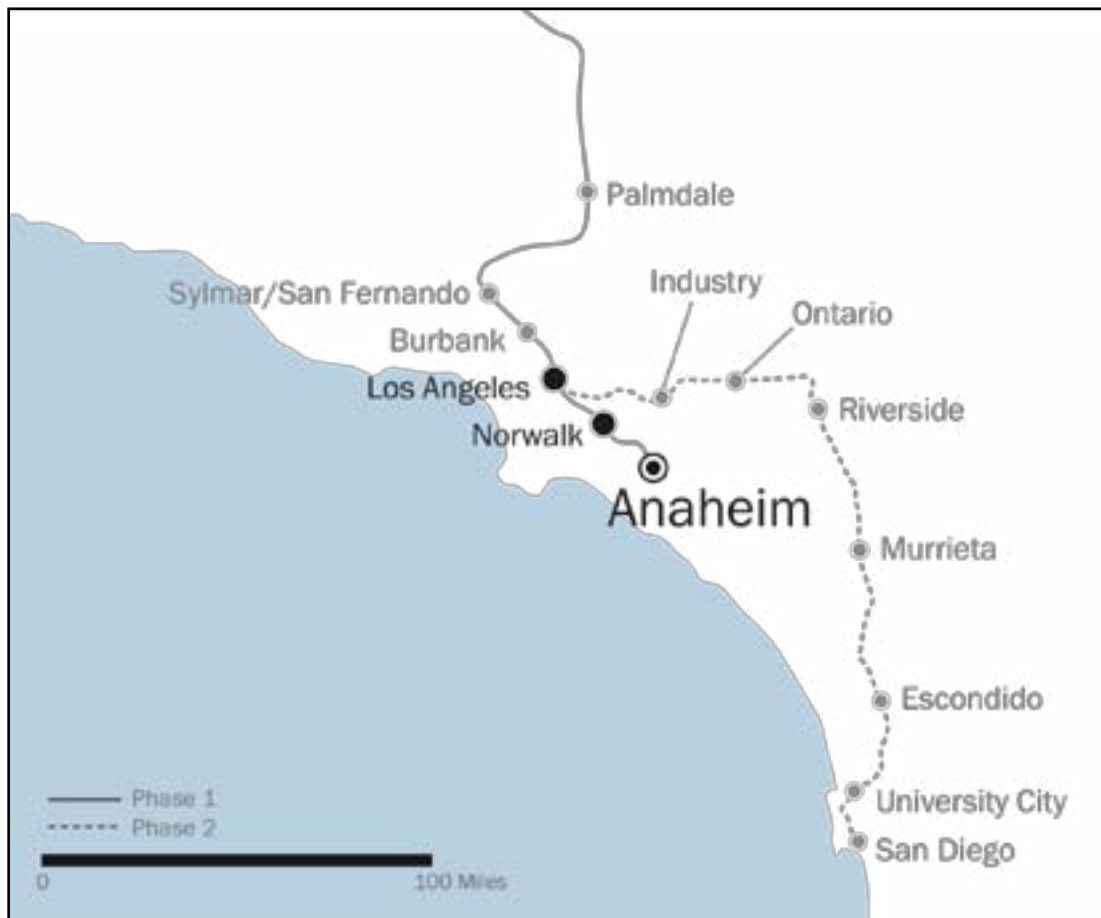 Palmdale
Industry
Sylmar/San Fernando
Ontario
Burbank
Los Angeles
Riverside
Norwalk
Anaheim
Murrieta
Escondido
Phase 1
University City
Phase 2
San Diego
0
100 Miles